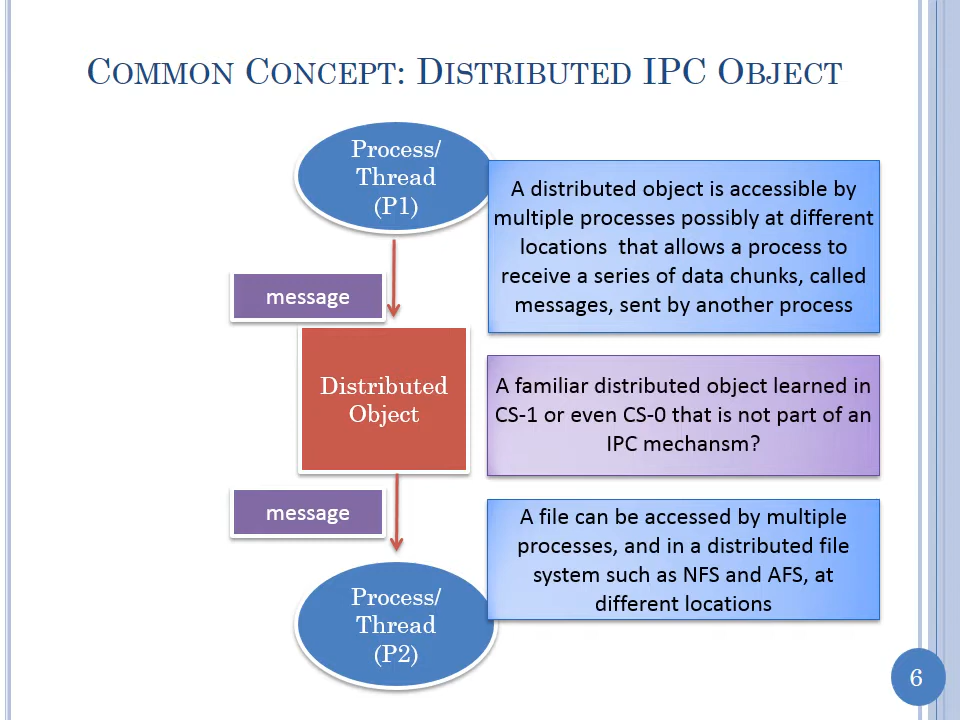 COMMON CONCEPT: DISTRIBUTED IPC OBJECT
Process/
Thread
(P1)
A distributed object is accessible by
multiple processes possibly at different
locations that allows a process to
receive a series of data chunks, called
messages, sent by another process
message
Distributed
Object
A familiar distributed object learned in
CS-1 or even CS-0 that is not part of an
IPC mechansm?
message
A file can be accessed by multiple
processes, and in a distributed file
system such as NFS and AFS, at
different locations
Process/
Thread
(P2)
6